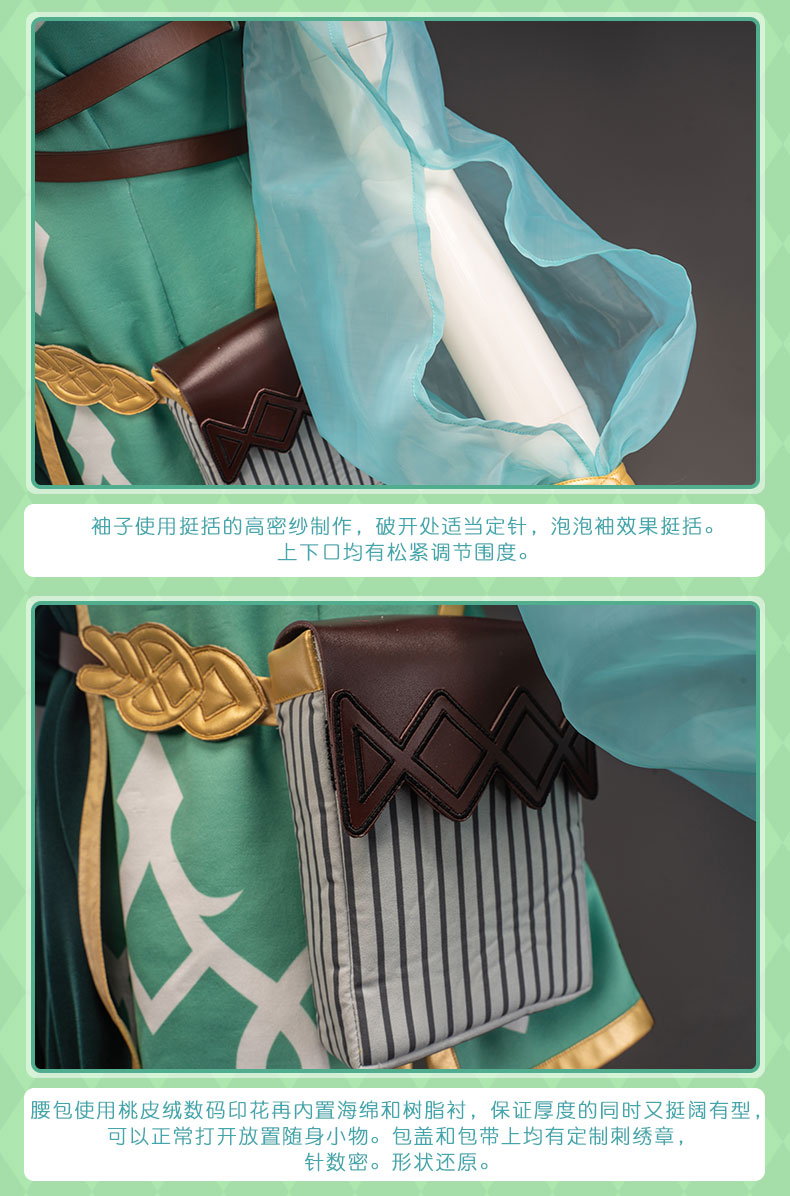 袖子使用挺括的高密纱制作，破开处适当定针，泡泡袖效果挺括。
上下口均有松紧调节围度。
腰包使用桃皮绒数码印花再内置海绵和树脂衬，保证厚度的同时又挺阔有型，
可以正常打开放置随身小物。包盖和包带上均有定制刺绣章，
针数密。形状还原。